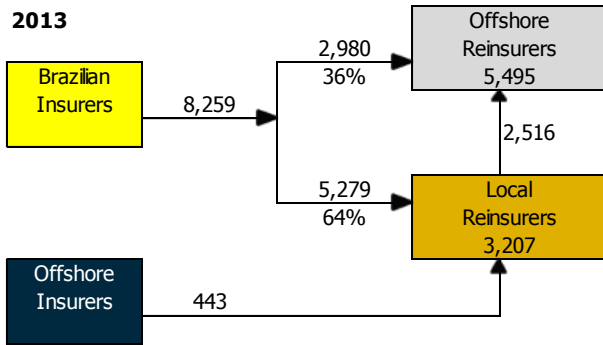 2013
Brazilian
Insurers
8,259
2,980
36%
Offshore
Reinsurers
5,495
2,516
5,279
64%
Local
Reinsurers
3,207
Offshore
Insurers
443